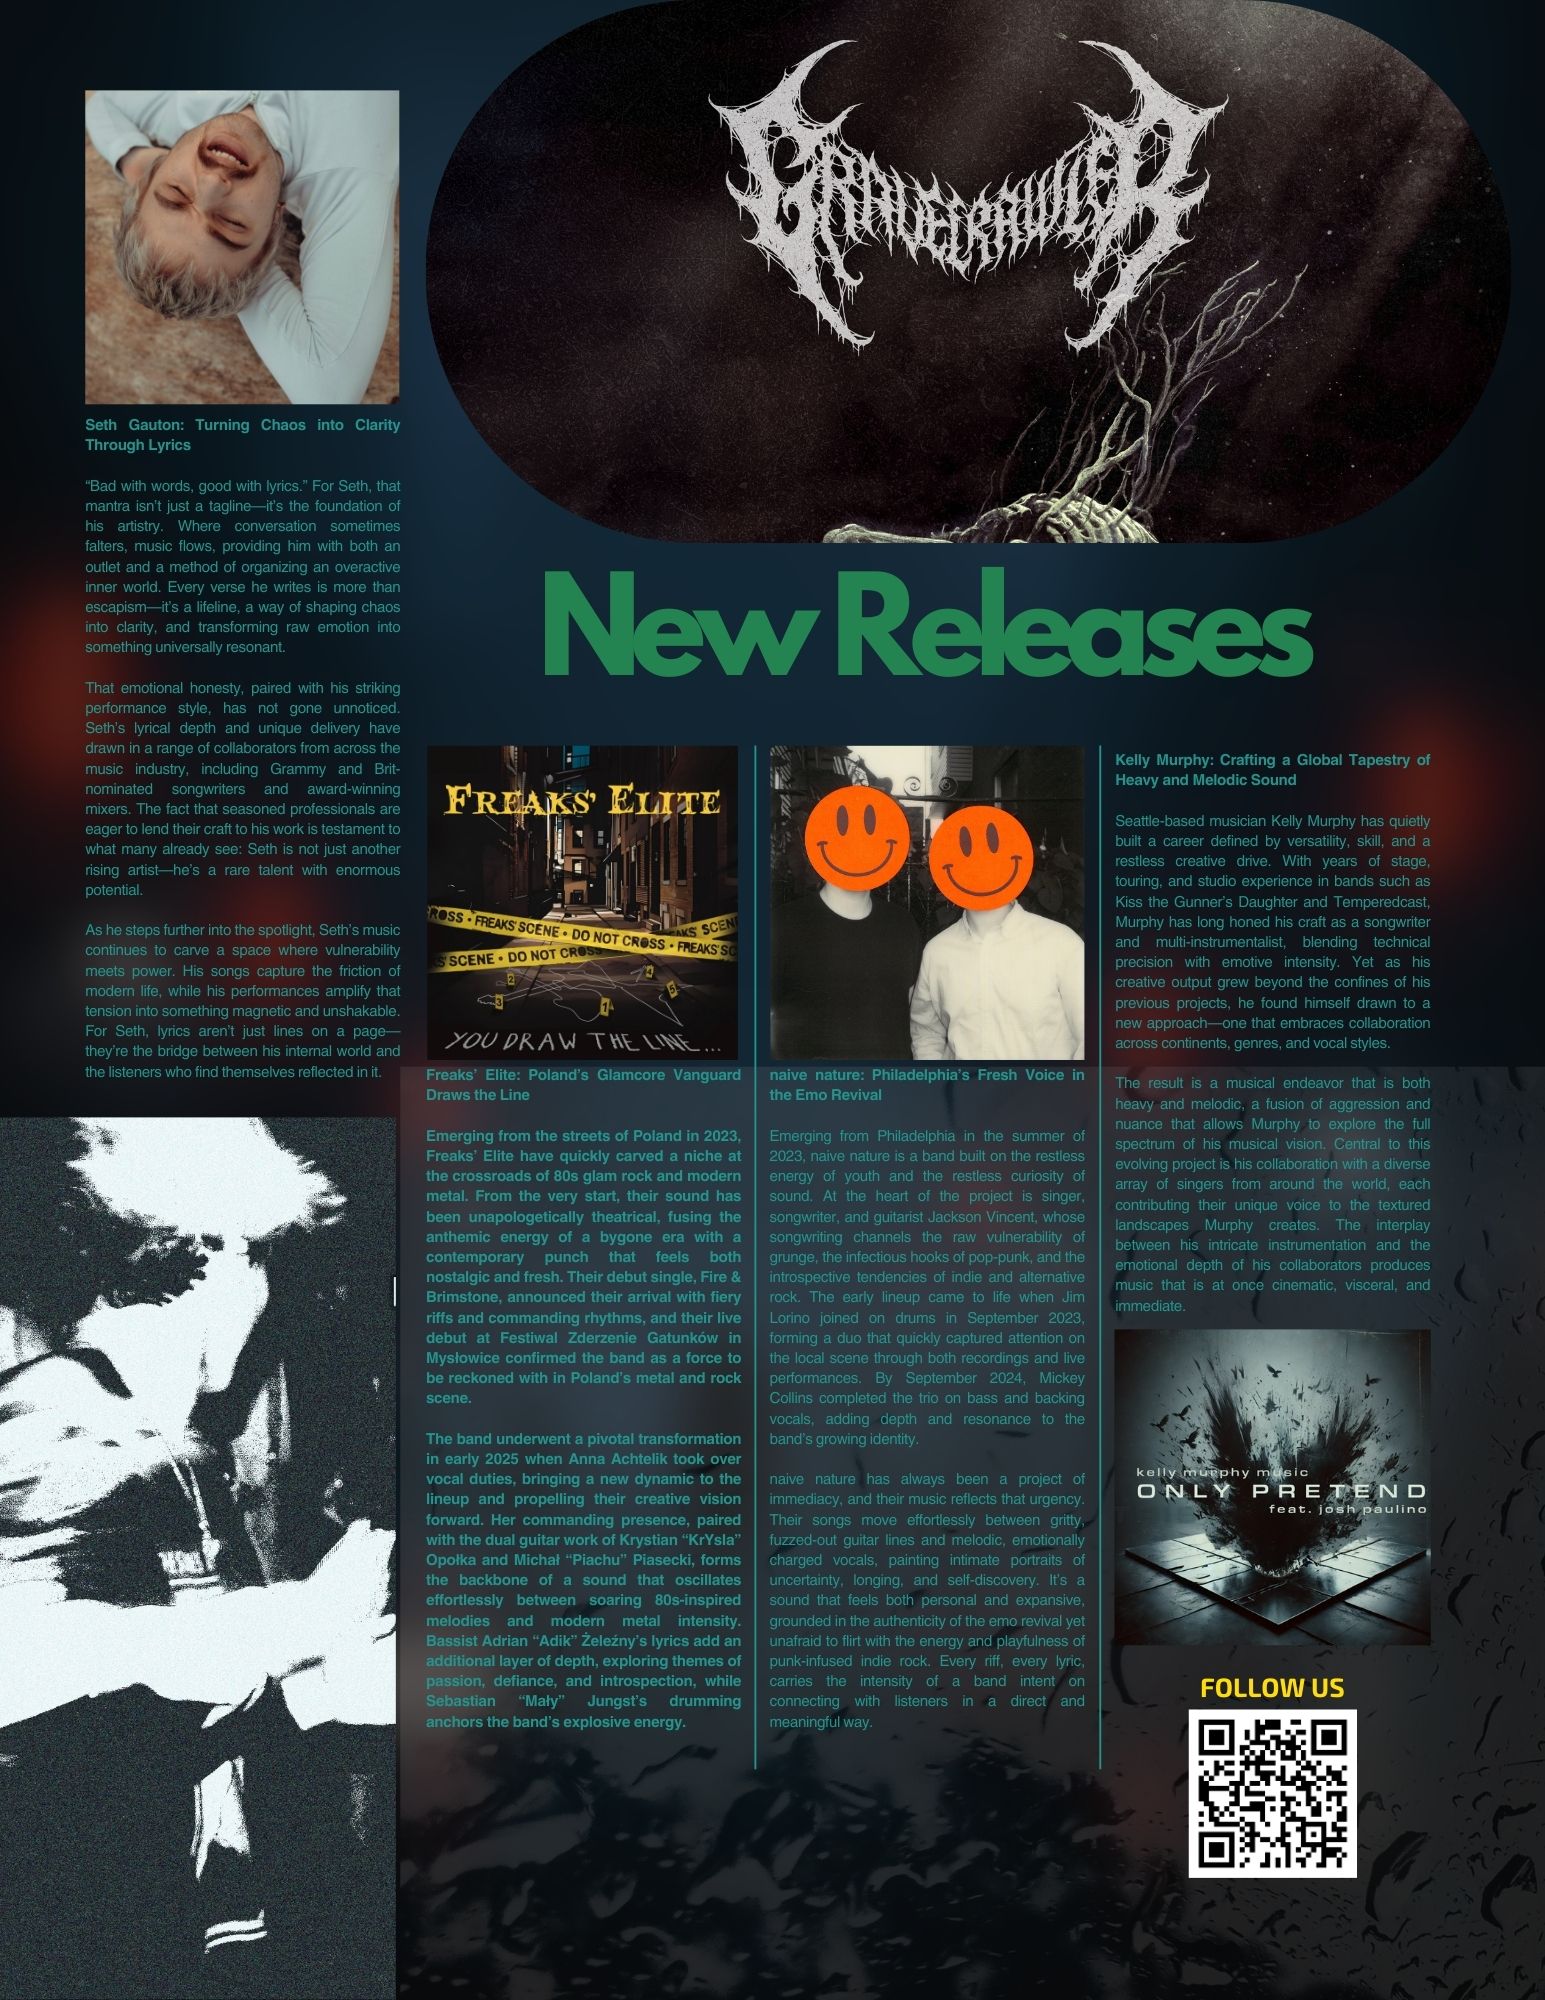 Seth Gauton: Turning Chaos into Clarity
Through Lyrics
“Bad with words, good with lyrics.” For Seth, that
mantra isn’t just a tagline—it’s the foundation of
his artistry. Where conversation sometimes
falters, music flows, providing him with both an
outlet and a method of organizing an overactive
inner world. Every verse he writes is more than
escapism—it’s a lifeline, a way of shaping chaos
into clarity, and transforming raw emotion into
something universally resonant.
That emotional honesty, paired with his striking
performance style, has not gone unnoticed.
Seth’s lyrical depth and unique delivery have
drawn in a range of collaborators from across the
music industry, including Grammy and Brit-
nominated songwriters and award-winning
mixers. The fact that seasoned professionals are
eager to lend their craft to his work is testament to
what many already see: Seth is not just another
rising artist—he’s a rare talent with enormous
potential.
As he steps further into the spotlight, Seth’s music
continues to carve a space where vulnerability
meets power. His songs capture the friction of
modern life, while his performances amplify that
tension into something magnetic and unshakable.
For Seth, lyrics aren’t just lines on a page—
they’re the bridge between his internal world and
the listeners who find themselves reflected in it.
GRAVECRAWLER
New Releases
FREAKS’ ELITE
ROSS • FREAKS’ SCENE • DO NOT CROSS • FREAKS’ SC
AKS’ SCEN
S’ SCENE • DO NOT CROSS
2
4
3
1
5
YOU DRAW THE LINE...
Freaks’ Elite: Poland’s Glamcore Vanguard
Draws the Line
Emerging from the streets of Poland in 2023,
Freaks’ Elite have quickly carved a niche at
the crossroads of 80s glam rock and modern
metal. From the very start, their sound has
been unapologetically theatrical, fusing the
anthemic energy of a bygone era with a
contemporary punch that feels both
nostalgic and fresh. Their debut single, Fire &
Brimstone, announced their arrival with fiery
riffs and commanding rhythms, and their live
debut at Festiwal Zderzenie Gatunków in
Mysłowice confirmed the band as a force to
be reckoned with in Poland’s metal and rock
scene.
The band underwent a pivotal transformation
in early 2025 when Anna Achtelik took over
vocal duties, bringing a new dynamic to the
lineup and propelling their creative vision
forward. Her commanding presence, paired
with the dual guitar work of Krystian “KrYsla”
Opołka and Michał “Piachu” Piasecki, forms
the backbone of a sound that oscillates
effortlessly between soaring 80s-inspired
melodies and modern metal intensity.
Bassist Adrian “Adik” Żeleźny’s lyrics add an
additional layer of depth, exploring themes of
passion, defiance, and introspection, while
Sebastian “Mały” Jungst’s drumming
anchors the band’s explosive energy.
naive nature: Philadelphia’s Fresh Voice in
the Emo Revival
Emerging from Philadelphia in the summer of
2023, naive nature is a band built on the restless
energy of youth and the restless curiosity of
sound. At the heart of the project is singer,
songwriter, and guitarist Jackson Vincent, whose
songwriting channels the raw vulnerability of
grunge, the infectious hooks of pop-punk, and the
introspective tendencies of indie and alternative
rock. The early lineup came to life when Jim
Lorino joined on drums in September 2023,
forming a duo that quickly captured attention on
the local scene through both recordings and live
performances. By September 2024, Mickey
Collins completed the trio on bass and backing
vocals, adding depth and resonance to the
band’s growing identity.
naive nature has always been a project of
immediacy, and their music reflects that urgency.
Their songs move effortlessly between gritty,
fuzzed-out guitar lines and melodic, emotionally
charged vocals, painting intimate portraits of
uncertainty, longing, and self-discovery. It’s a
sound that feels both personal and expansive,
grounded in the authenticity of the emo revival yet
unafraid to flirt with the energy and playfulness of
punk-infused indie rock. Every riff, every lyric,
carries the intensity of a band intent on
connecting with listeners in a direct and
meaningful way.
Kelly Murphy: Crafting a Global Tapestry of
Heavy and Melodic Sound
Seattle-based musician Kelly Murphy has quietly
built a career defined by versatility, skill, and a
restless creative drive. With years of stage,
touring, and studio experience in bands such as
Kiss the Gunner’s Daughter and Temperedcast,
Murphy has long honed his craft as a songwriter
and multi-instrumentalist, blending technical
precision with emotive intensity. Yet as his
creative output grew beyond the confines of his
previous projects, he found himself drawn to a
new approach—one that embraces collaboration
across continents, genres, and vocal styles.
The result is a musical endeavor that is both
heavy and melodic, a fusion of aggression and
nuance that allows Murphy to explore the full
spectrum of his musical vision. Central to this
evolving project is his collaboration with a diverse
array of singers from around the world, each
contributing their unique voice to the textured
landscapes Murphy creates. The interplay
between his intricate instrumentation and the
emotional depth of his collaborators produces
music that is at once cinematic, visceral, and
immediate.
kelly murphy music
ONLY PRETEND
feat. josh paulino
FOLLOW US